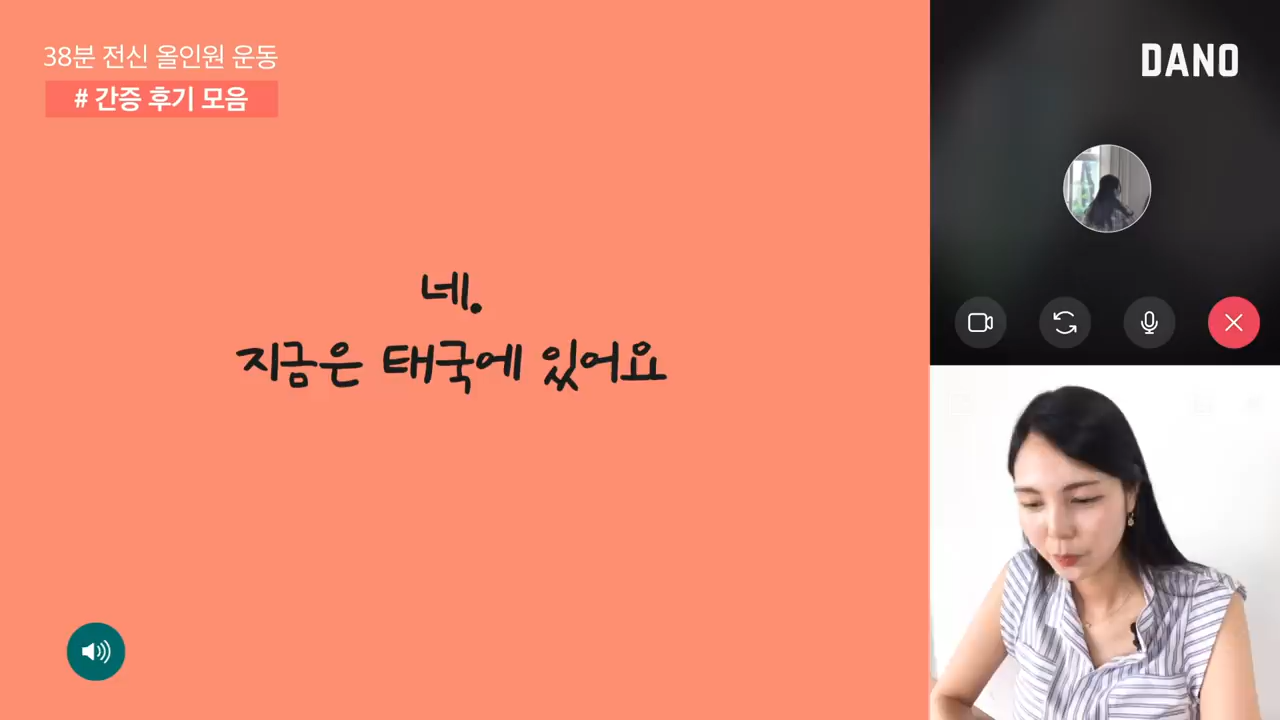 38분 전신 올인원 운동
# 간증 후기 모음
네.
지금은 태국에 있어요
DANO